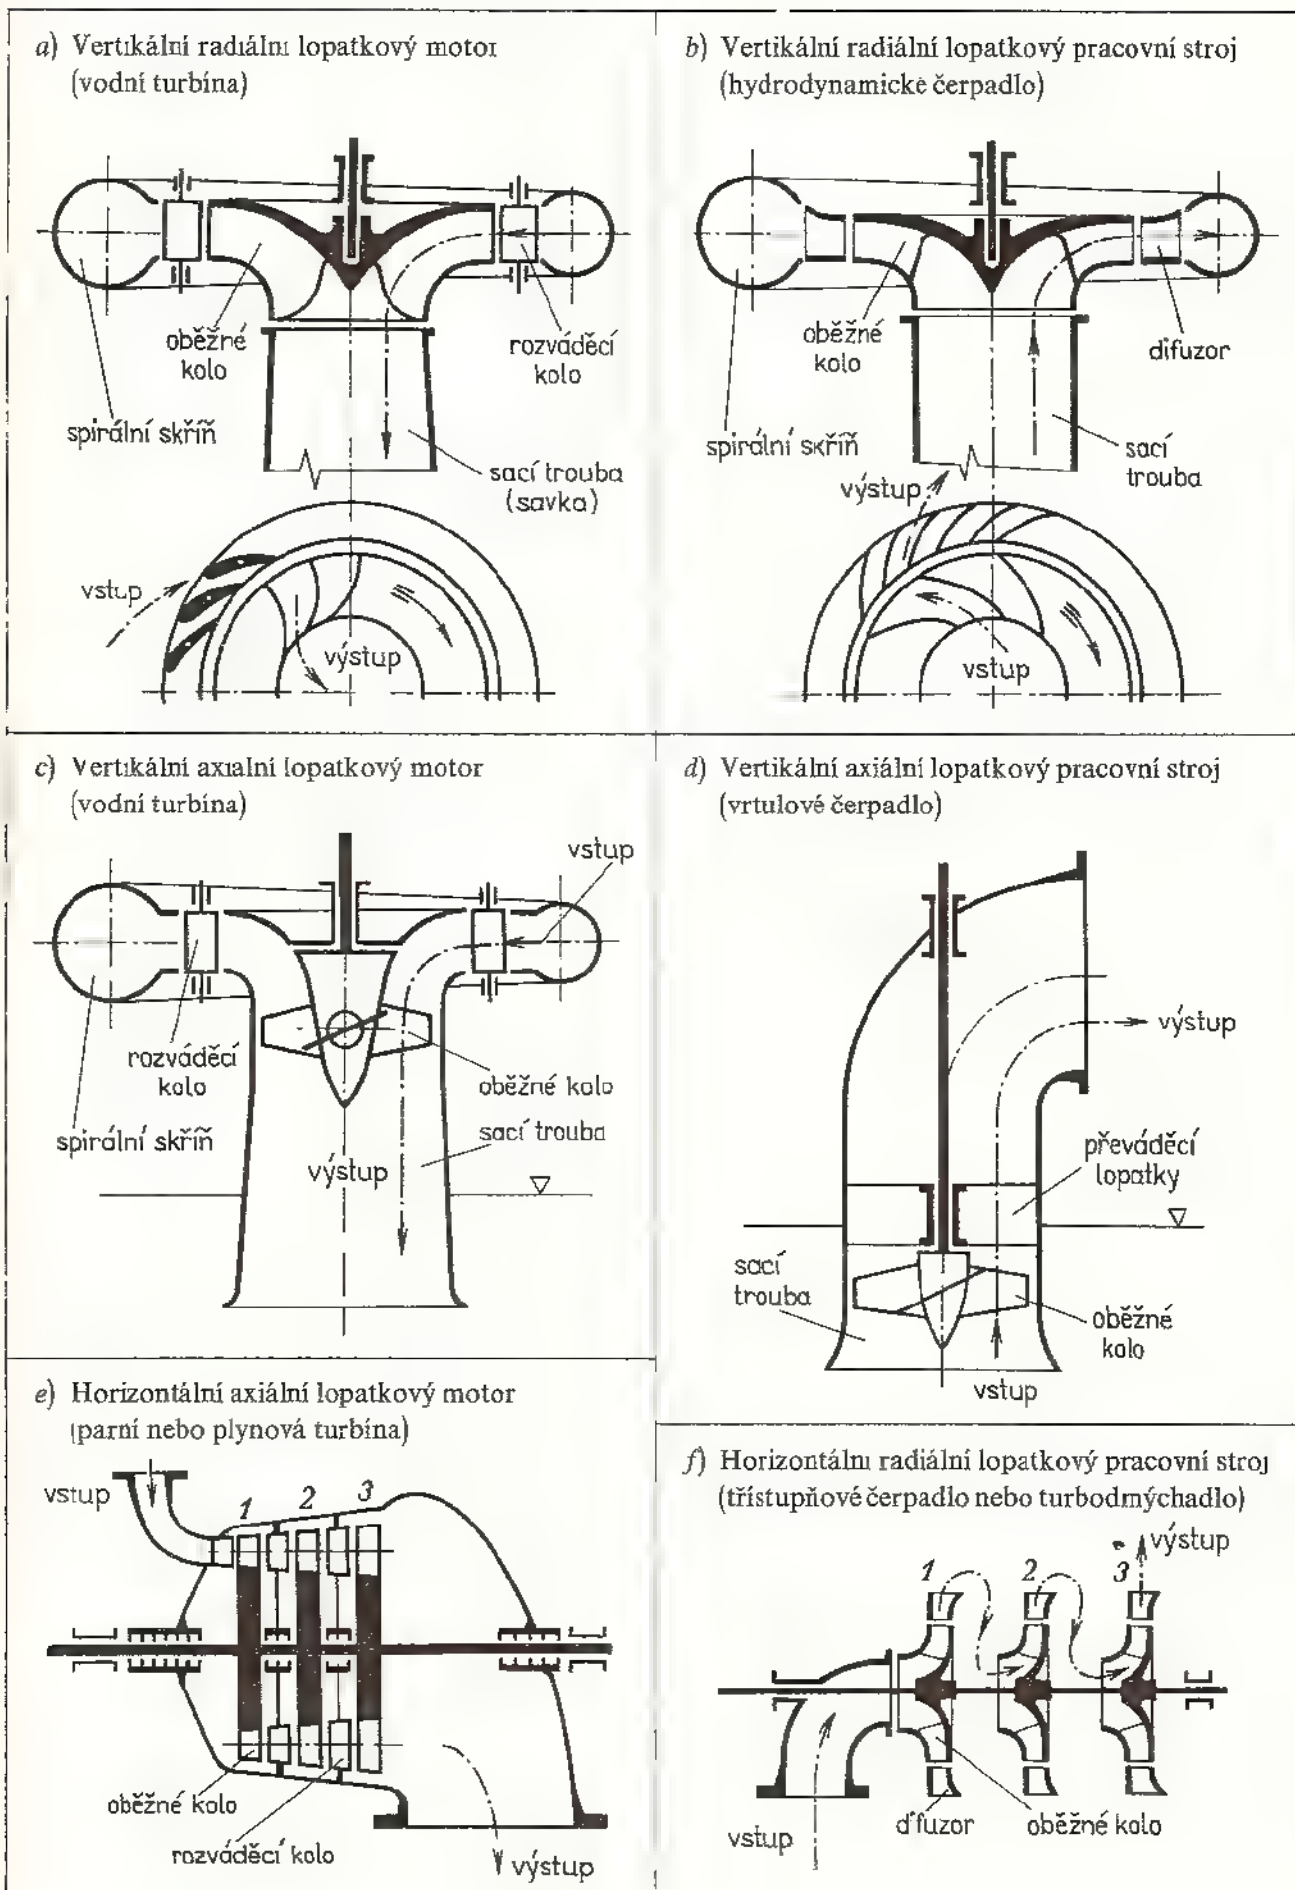 a) Vertikální radiální lopatkový motor
(vodní turbína)
oběžné
kolo
rozváděcí
kolo
spirální skříň
sací trouba
(savka)
vstup
výstup
b) Vertikální radiální lopatkový pracovní stroj
(hydrodynamické čerpadlo)
oběžné
kolo
difuzor
spirální skříň
sací
trouba
výstup
vstup
c) Vertikální axialní lopatkový motor
(vodní turbína)
vstup
rozváděcí
kolo
oběžné kolo
spirální skříň
sací trouba
výstup
d) Vertikální axiální lopatkový pracovní stroj
(vrtulové čerpadlo)
výstup
převáděcí
lopatky
sací
trouba
oběžné
kolo
vstup
e) Horizontální axiální lopatkový motor
(parní nebo plynová turbína)
vstup
1 2 3
oběžné kolo
rozváděcí kolo
výstup
f) Horizontální radiální lopatkový pracovní stroj
(třístupňové čerpadlo nebo turbodmýchadlo)
výstup
1 2 3
difuzor
oběžné kolo
vstup